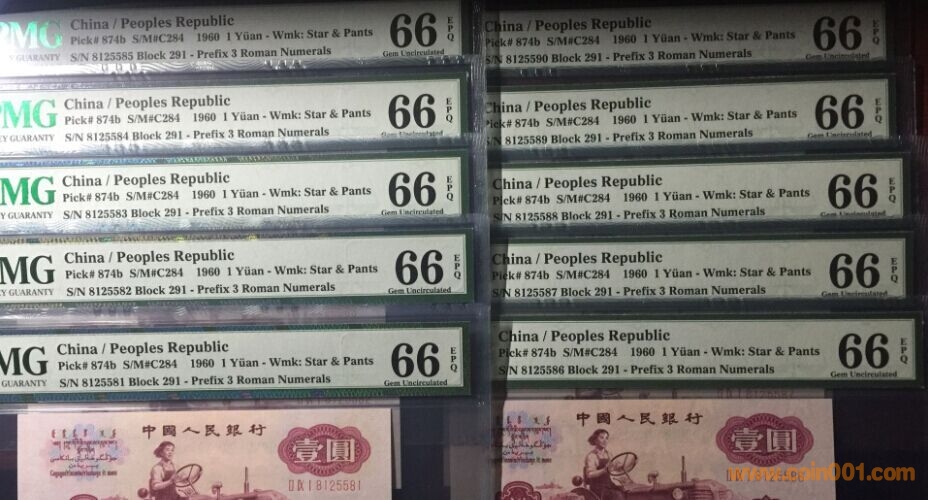 PMG
GUARANTY
China / Peoples Republic
Pick# 874b S/M#C284 1960 1 Yüan - Wmk: Star & Pants
S/N 8125585 Block 291 - Prefix 3 Roman Numerals
66 EPQ
Gem Uncirculated
PMG
Y GUARANTY
China / Peoples Republic
Pick# 874b S/M#C284 1960 1 Yüan - Wmk: Star & Pants
S/N 8125584 Block 291 - Prefix 3 Roman Numerals
66 EPQ
Gem Uncirculated
MG
Y GUARANTY
China / Peoples Republic
Pick# 874b S/M#C284 1960 1 Yüan - Wmk: Star & Pants
S/N 8125583 Block 291 - Prefix 3 Roman Numerals
66 EPQ
Gem Uncirculated
MG
Y GUARANTY
China / Peoples Republic
Pick# 874b S/M#C284 1960 1 Yüan - Wmk: Star & Pants
S/N 8125582 Block 291 - Prefix 3 Roman Numerals
66 EPQ
Gem Uncirculated
MG
GUARANTY
China / Peoples Republic
Pick# 874b S/M#C284 1960 1 Yüan - Wmk: Star & Pants
S/N 8125581 Block 291 - Prefix 3 Roman Numerals
66 EPQ
Gem Uncirculated
中國人民銀行
壹圓
I 8125581
China / Peoples Republic
Pick# 874b S/M#C284 1960 1 Yüan - Wmk: Star & Pants
S/N 8125590 Block 291 - Prefix 3 Roman Numerals
66 EPQ
Gem Uncirculated
China / Peoples Republic
Pick# 874b S/M#C284 1960 1 Yüan - Wmk: Star & Pants
S/N 8125589 Block 291 - Prefix 3 Roman Numerals
66 EPQ
Gem Uncirculated
China / Peoples Republic
Pick# 874b S/M#C284 1960 1 Yüan - Wmk: Star & Pants
S/N 8125588 Block 291 - Prefix 3 Roman Numerals
66 EPQ
Gem Uncirculated
China / Peoples Republic
Pick# 874b S/M#C284 1960 1 Yüan - Wmk: Star & Pants
S/N 8125587 Block 291 - Prefix 3 Roman Numerals
66 EPQ
Gem Uncirculated
China / Peoples Republic
Pick# 874b S/M#C284 1960 1 Yüan - Wmk: Star & Pants
S/N 8125586 Block 291 - Prefix 3 Roman Numerals
66 EPQ
Gem Uncirculated
中國人民銀行
壹圓
www.coin001.com